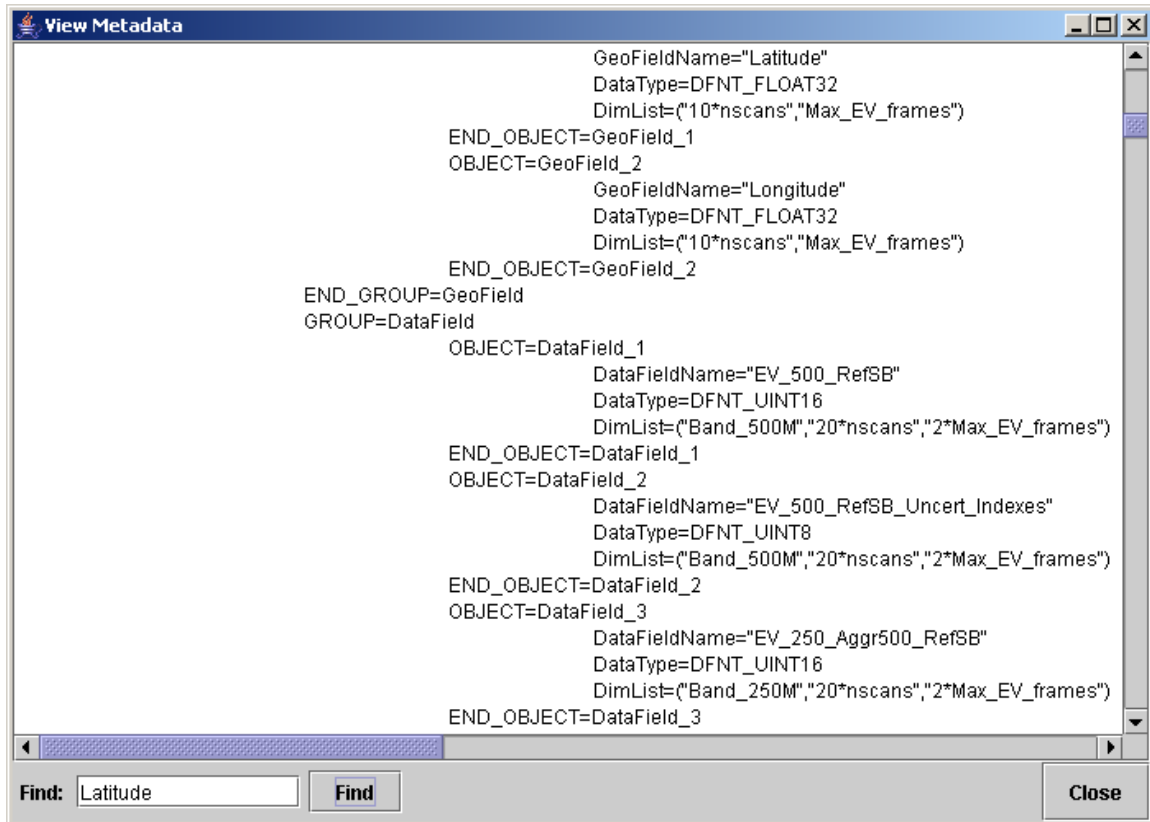 View Metadata
GeoFieldName="Latitude"
DataType=DFNT_FLOAT32
DimList=("10*nscans","Max_EV_frames")
END_OBJECT=GeoField_1
OBJECT=GeoField_2
GeoFieldName="Longitude"
DataType=DFNT_FLOAT32
DimList=("10*nscans","Max_EV_frames")
END_OBJECT=GeoField_2
END_GROUP=GeoField
GROUP=DataField
OBJECT=DataField_1
DataFieldName="EV_500_RefSB"
DataType=DFNT_UINT16
DimList=("Band_500M","20*nscans","2*Max_EV_frames")
END_OBJECT=DataField_1
OBJECT=DataField_2
DataFieldName="EV_500_RefSB_Uncert_Indexes"
DataType=DFNT_UINT8
DimList=("Band_500M","20*nscans","2*Max_EV_frames")
END_OBJECT=DataField_2
OBJECT=DataField_3
DataFieldName="EV_250_Aggr500_RefSB"
DataType=DFNT_UINT16
DimList=("Band_250M","20*nscans","2*Max_EV_frames")
END_OBJECT=DataField_3
Find: Latitude Find Close